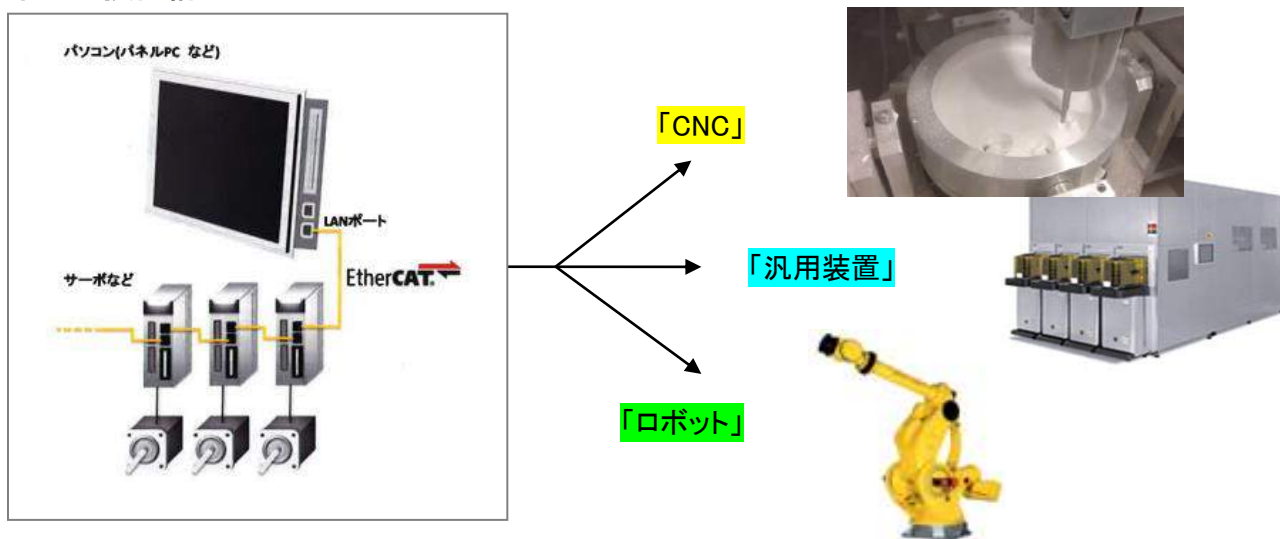 パソコン(パネルPC など)
LANポート
EtherCAT®
サーボなど
「CNC」
「汎用装置」
「ロボット」